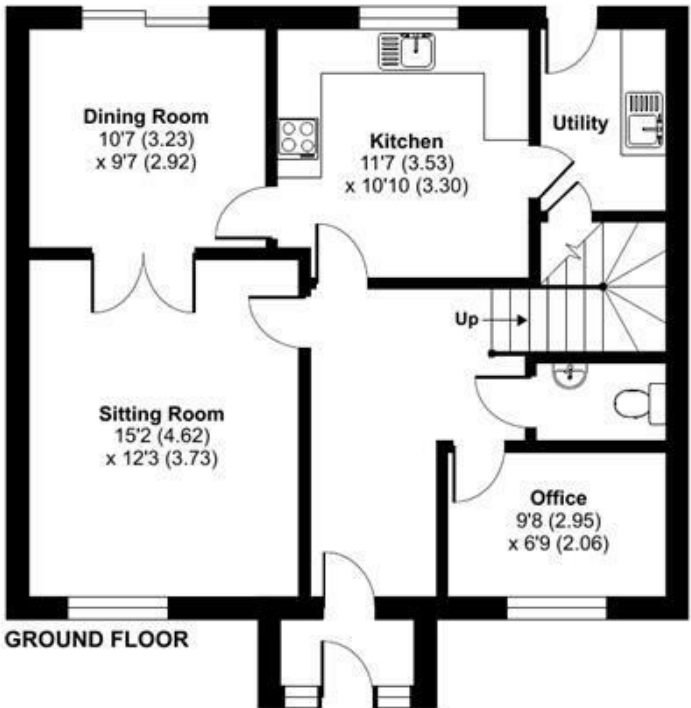 Dining Room
10'7 (3.23)
x 9'7 (2.92)
Kitchen
11'7 (3.53)
x 10'10 (3.30)
Utility
Up
Sitting Room
15'2 (4.62)
x 12'3 (3.73)
Office
9'8 (2.95)
x 6'9 (2.06)
GROUND FLOOR